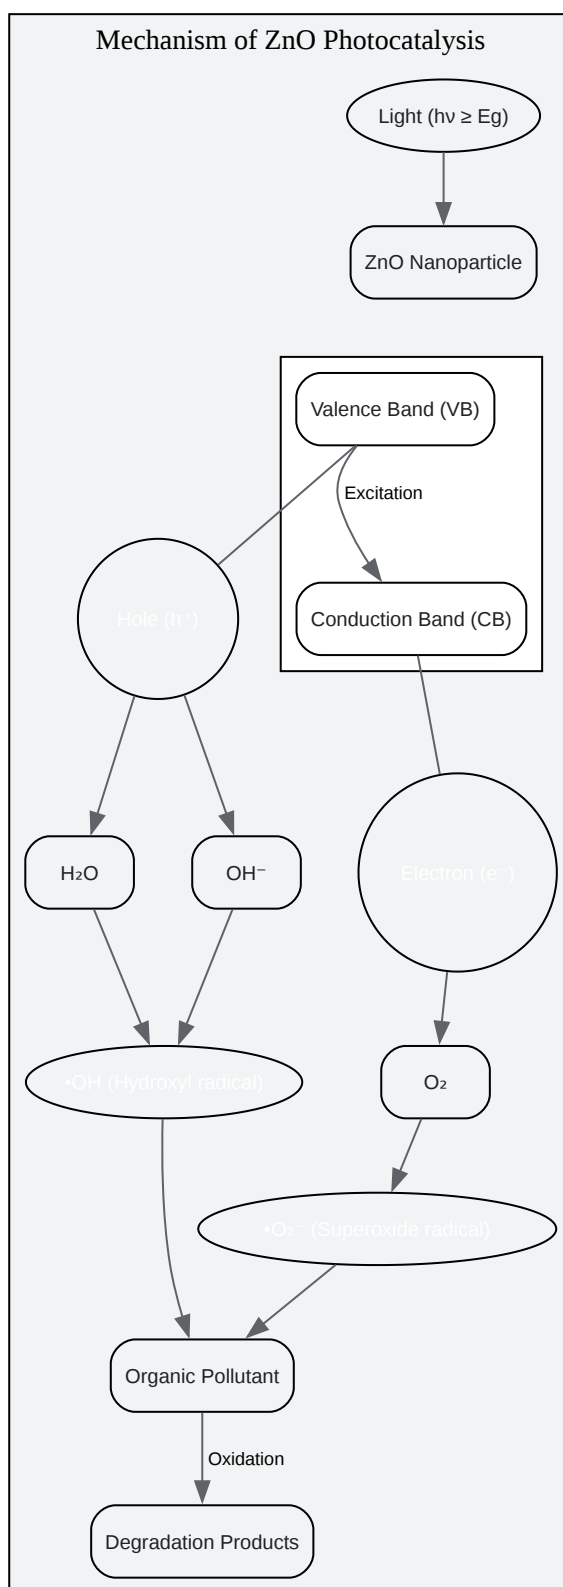 Mechanism of ZnO Photocatalysis
Light (hν ≥ Eg)
ZnO Nanoparticle
Valence Band (VB)
Excitation
Hole (h⁺)
Conduction Band (CB)
H₂O
OH⁻
Electron (e⁻)
•OH (Hydroxyl radical)
O₂
•O₂⁻ (Superoxide radical)
Organic Pollutant
Oxidation
Degradation Products